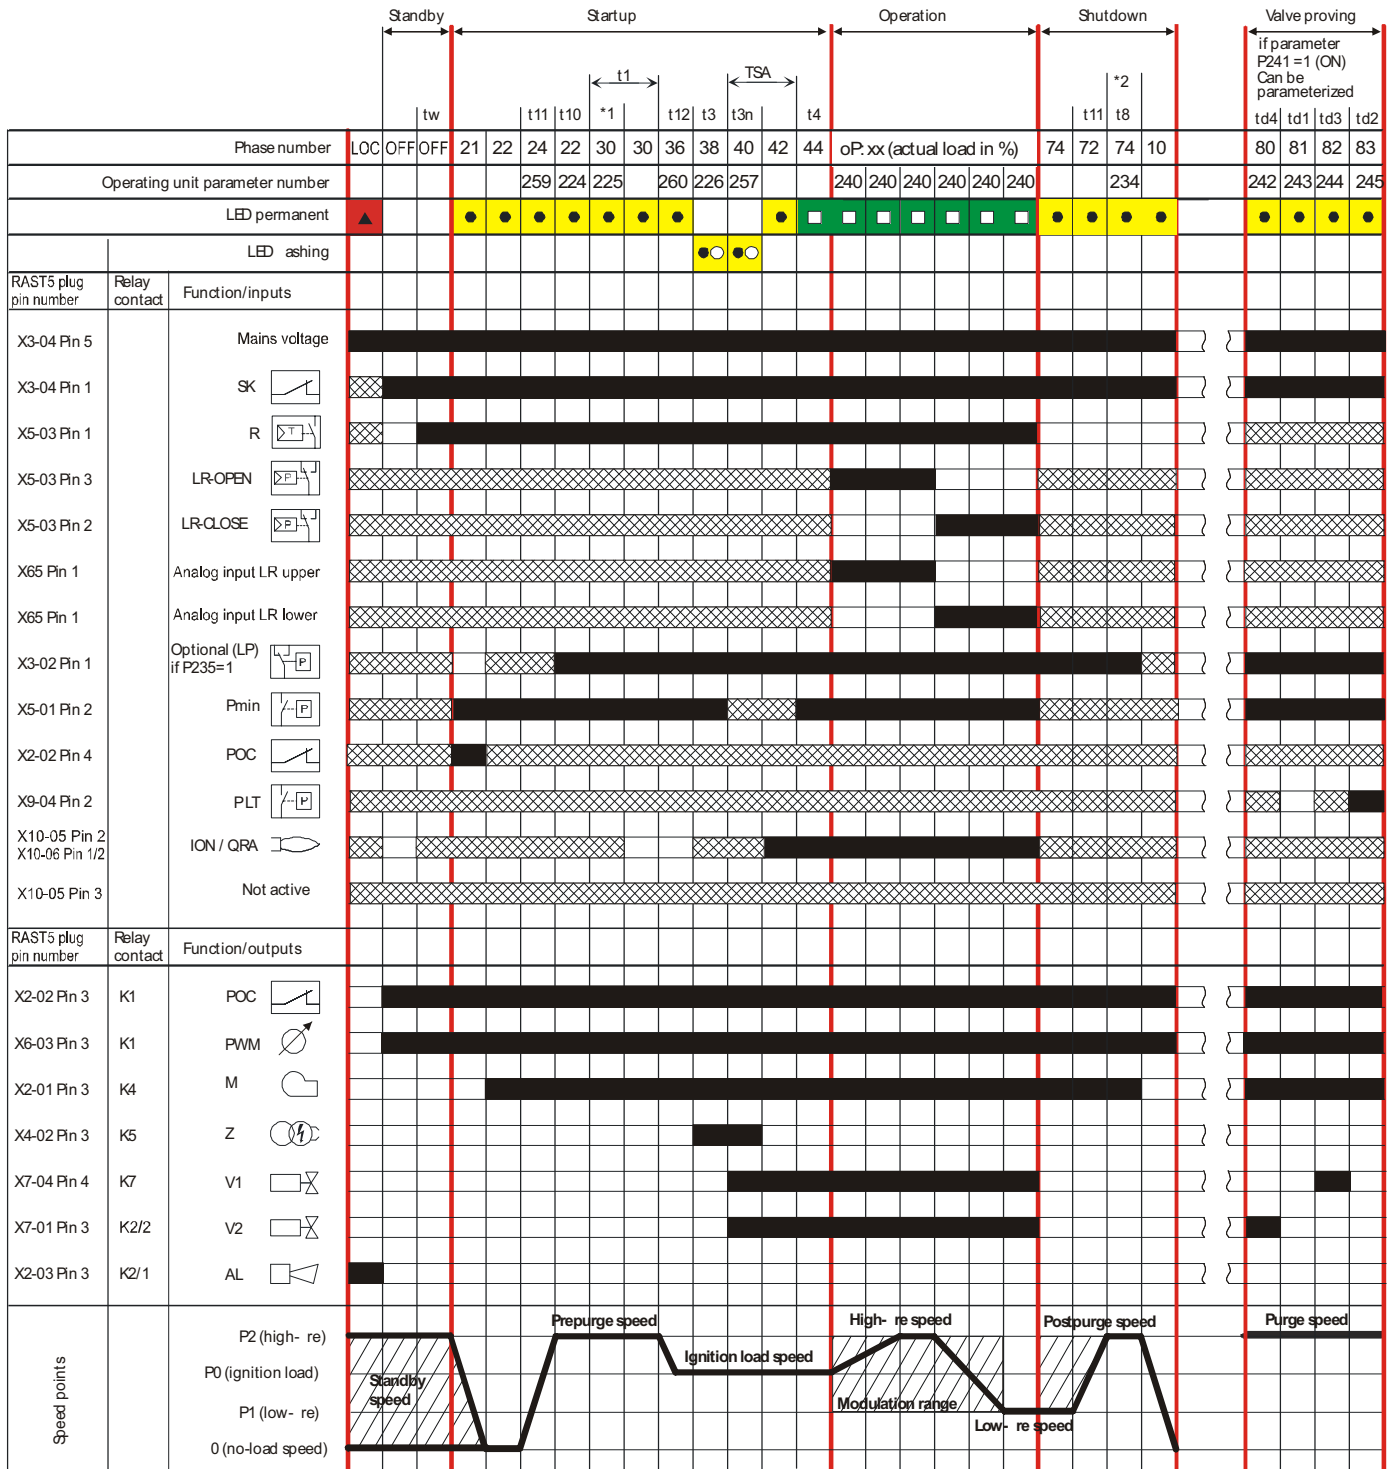 Standby Startup Operation Shutdown Valve proving
if parameter
P241 =1 (ON)
Can be
parameterized
t1 TSA *2
tw t11 t10 *1 t12 t3 t3n t4 t11 t8 td4 td1 td3 td2
Phase number LOC OFF OFF 21 22 24 22 30 30 36 38 40 42 44 oP: xx (actual load in %) 74 72 74 10 80 81 82 83
Operating unit parameter number 259 224 225 260 226 257 240 240 240 240 240 240 234 242 243 244 245
LED permanent
LED ashing
RAST5 plug
pin number
Relay
contact
Function/inputs
X3-04 Pin 5 Mains voltage
X3-04 Pin 1 SK
X5-03 Pin 1 R T
X5-03 Pin 3 LR-OPEN P
X5-03 Pin 2 LR-CLOSE P
X65 Pin 1 Analog input LR upper
X65 Pin 1 Analog input LR lower
X3-02 Pin 1 Optional (LP)
if P235=1 P
X5-01 Pin 2 Pmin P
X2-02 Pin 4 POC
X9-04 Pin 2 PLT P
X10-05 Pin 2
X10-06 Pin 1/2 ION / QRA
X10-05 Pin 3 Not active
RAST5 plug
pin number
Relay
contact
Function/outputs
X2-02 Pin 3 K1 POC
X6-03 Pin 3 K1 PWM
X2-01 Pin 3 K4 M
X4-02 Pin 3 K5 Z
X7-04 Pin 4 K7 V1
X7-01 Pin 3 K2/2 V2
X2-03 Pin 3 K2/1 AL
Speed points
P2 (high- re)
P0 (ignition load)
P1 (low- re)
0 (no-load speed)
Standby
speed
Prepurge speed
Ignition load speed
High- re speed
Modulation range
Low- re speed
Postpurge speed
Purge speed